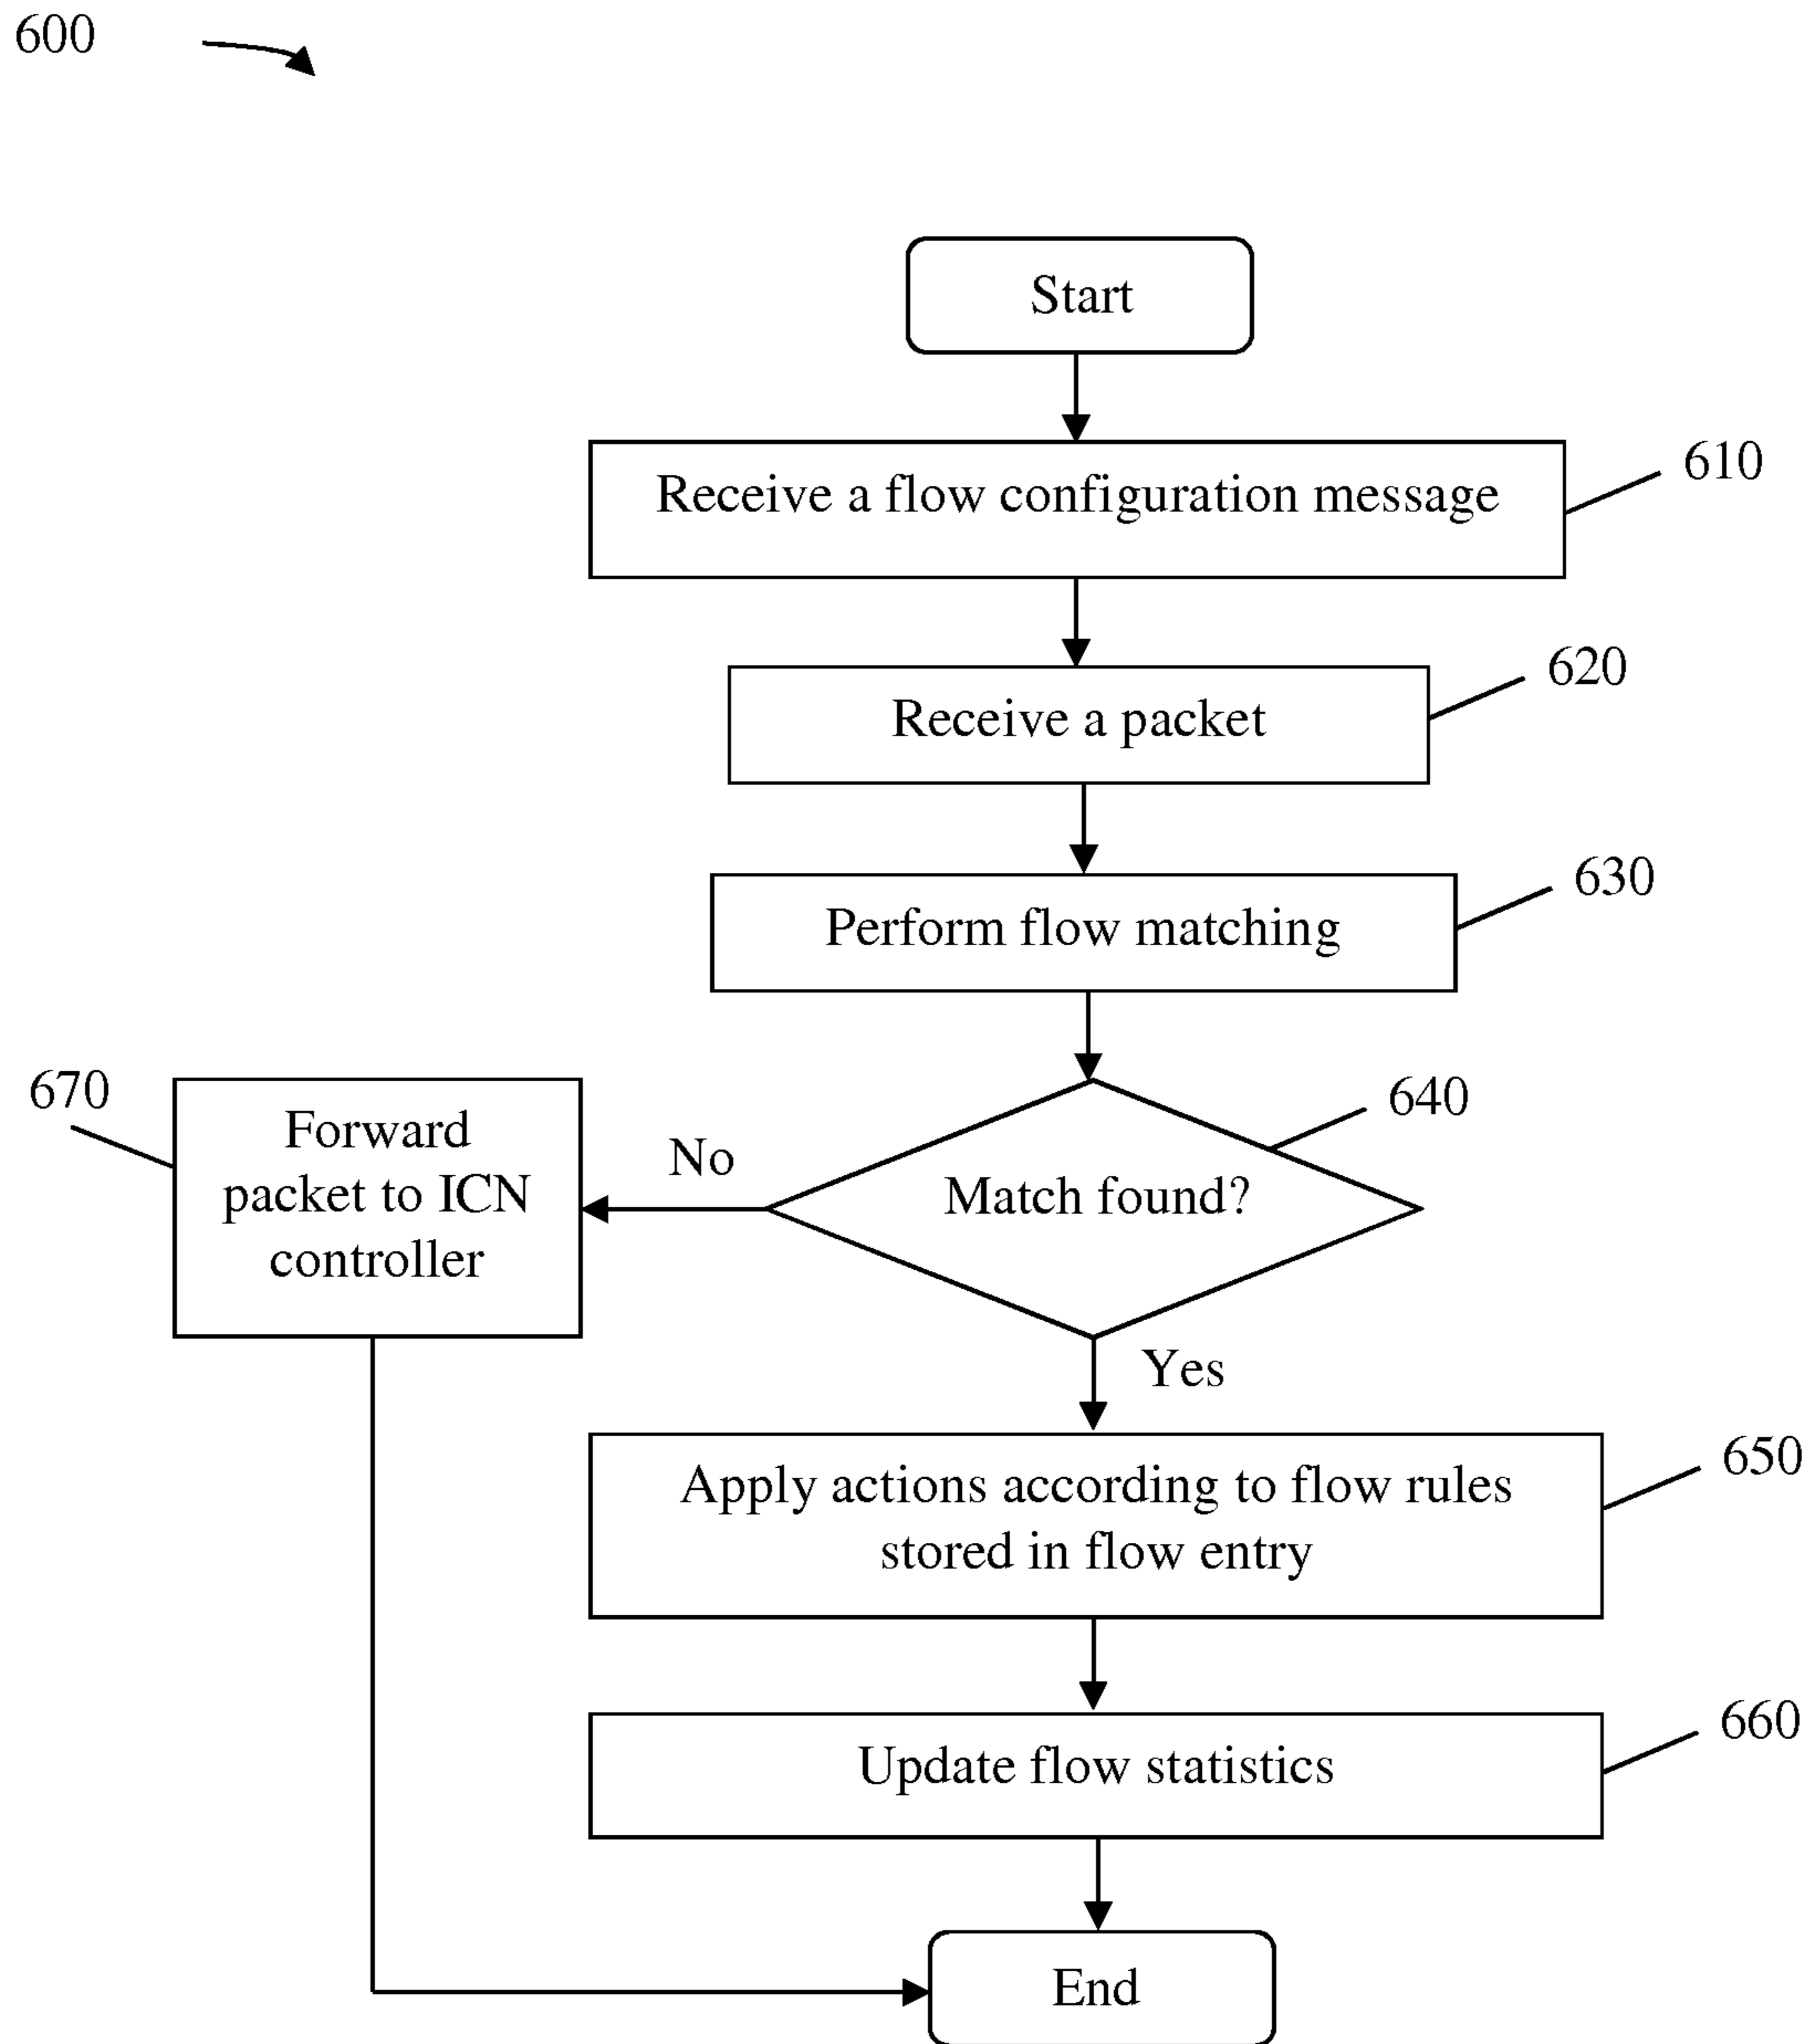 600
Start
Receive a flow configuration message
610
Receive a packet
620
Perform flow matching
630
670
Forward
packet to ICN
controller
No
Match found?
640
Yes
Apply actions according to flow rules
stored in flow entry
650
Update flow statistics
660
End